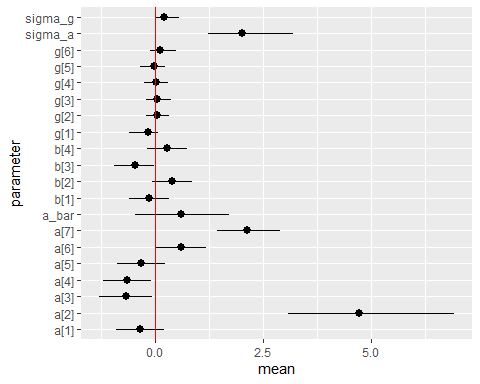 sigma_g
sigma_a
g[6]
g[5]
g[4]
g[3]
g[2]
g[1]
b[4]
b[3]
b[2]
b[1]
a_bar
a[7]
a[6]
a[5]
a[4]
a[3]
a[2]
a[1]
parameter
0.0 2.5 5.0
mean